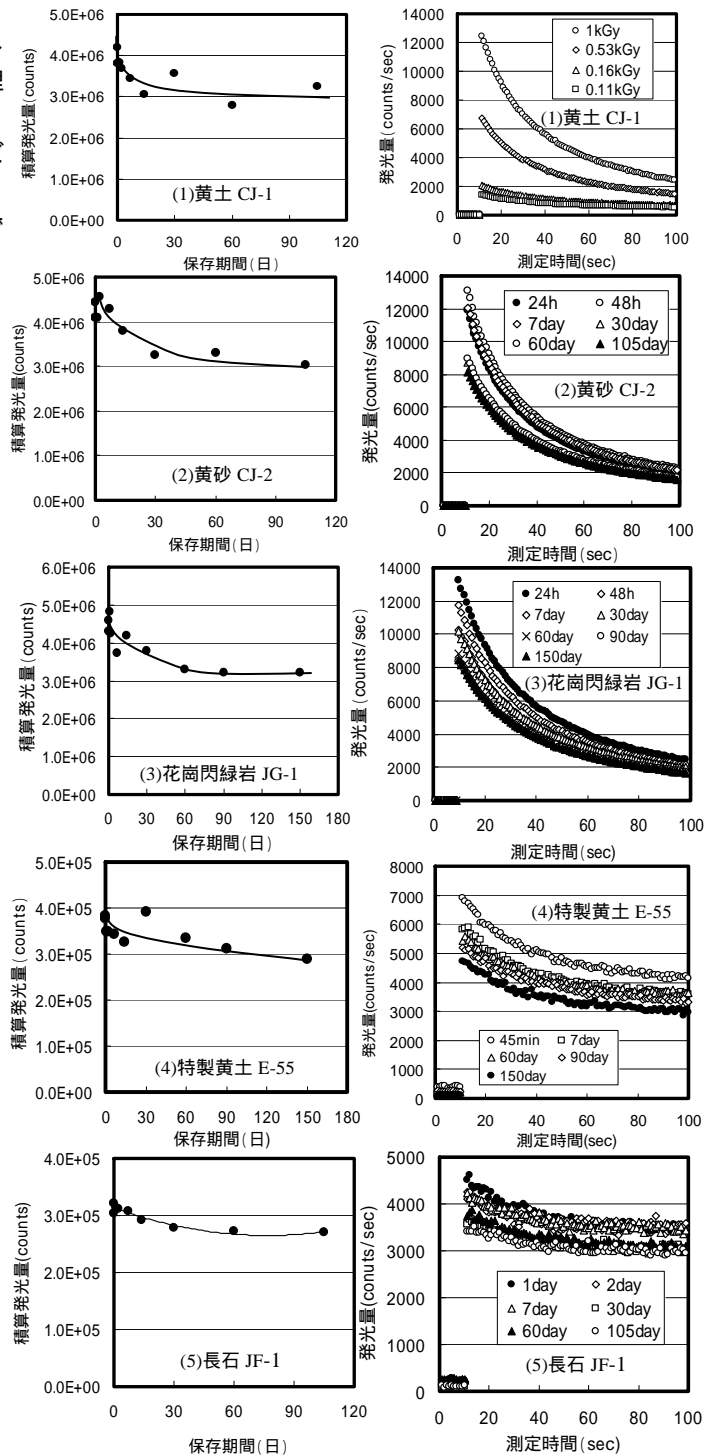 積算発光量(counts)
5.0E+06
4.0E+06
3.0E+06
2.0E+06
1.0E+06
0.0E+00
(1)黄土 CJ-1
0 30 60 90 120
保存期間(日)
発光量(counts/sec)
14000
12000
10000
8000
6000
4000
2000
0
1kGy
0.53kGy
0.16kGy
0.11kGy
(1)黄土 CJ-1
0 20 40 60 80 100
測定時間(sec)
積算発光量(counts)
5.0E+06
4.0E+06
3.0E+06
2.0E+06
1.0E+06
0.0E+00
(2)黄砂 CJ-2
0 30 60 90 120
保存期間(日)
発光量(counts/sec)
14000
12000
10000
8000
6000
4000
2000
0
24h 48h
7day 30day
60day 105day
(2)黄砂 CJ-2
0 20 40 60 80 100
測定時間(sec)
積算発光量(counts)
6.0E+06
5.0E+06
4.0E+06
3.0E+06
2.0E+06
1.0E+06
0.0E+00
(3)花崗閃緑岩 JG-1
0 30 60 90 120 150 180
保存期間(日)
発光量(counts/sec)
14000
12000
10000
8000
6000
4000
2000
0
24h 48h
7day 30day
60day 90day
150day
(3)花崗閃緑岩 JG-1
0 20 40 60 80 100
測定時間(sec)
積算発光量(counts)
5.0E+05
4.0E+05
3.0E+05
2.0E+05
1.0E+05
0.0E+00
(4)特製黄土 E-55
0 30 60 90 120 150 180
保存期間(日)
発光量(counts/sec)
8000
7000
6000
5000
4000
3000
2000
1000
0
(4)特製黄土 E-55
45min 7day
60day 90day
150day
0 20 40 60 80 100
測定時間(sec)
積算発光量(counts)
4.0E+05
3.0E+05
2.0E+05
1.0E+05
0.0E+00
(5)長石 JF-1
0 30 60 90 120
保存期間(日)
発光量(conuts/sec)
5000
4000
3000
2000
1000
0
1day 2day
7day 30day
60day 105day
(5)長石 JF-1
0 20 40 60 80 100
測定時間(sec)